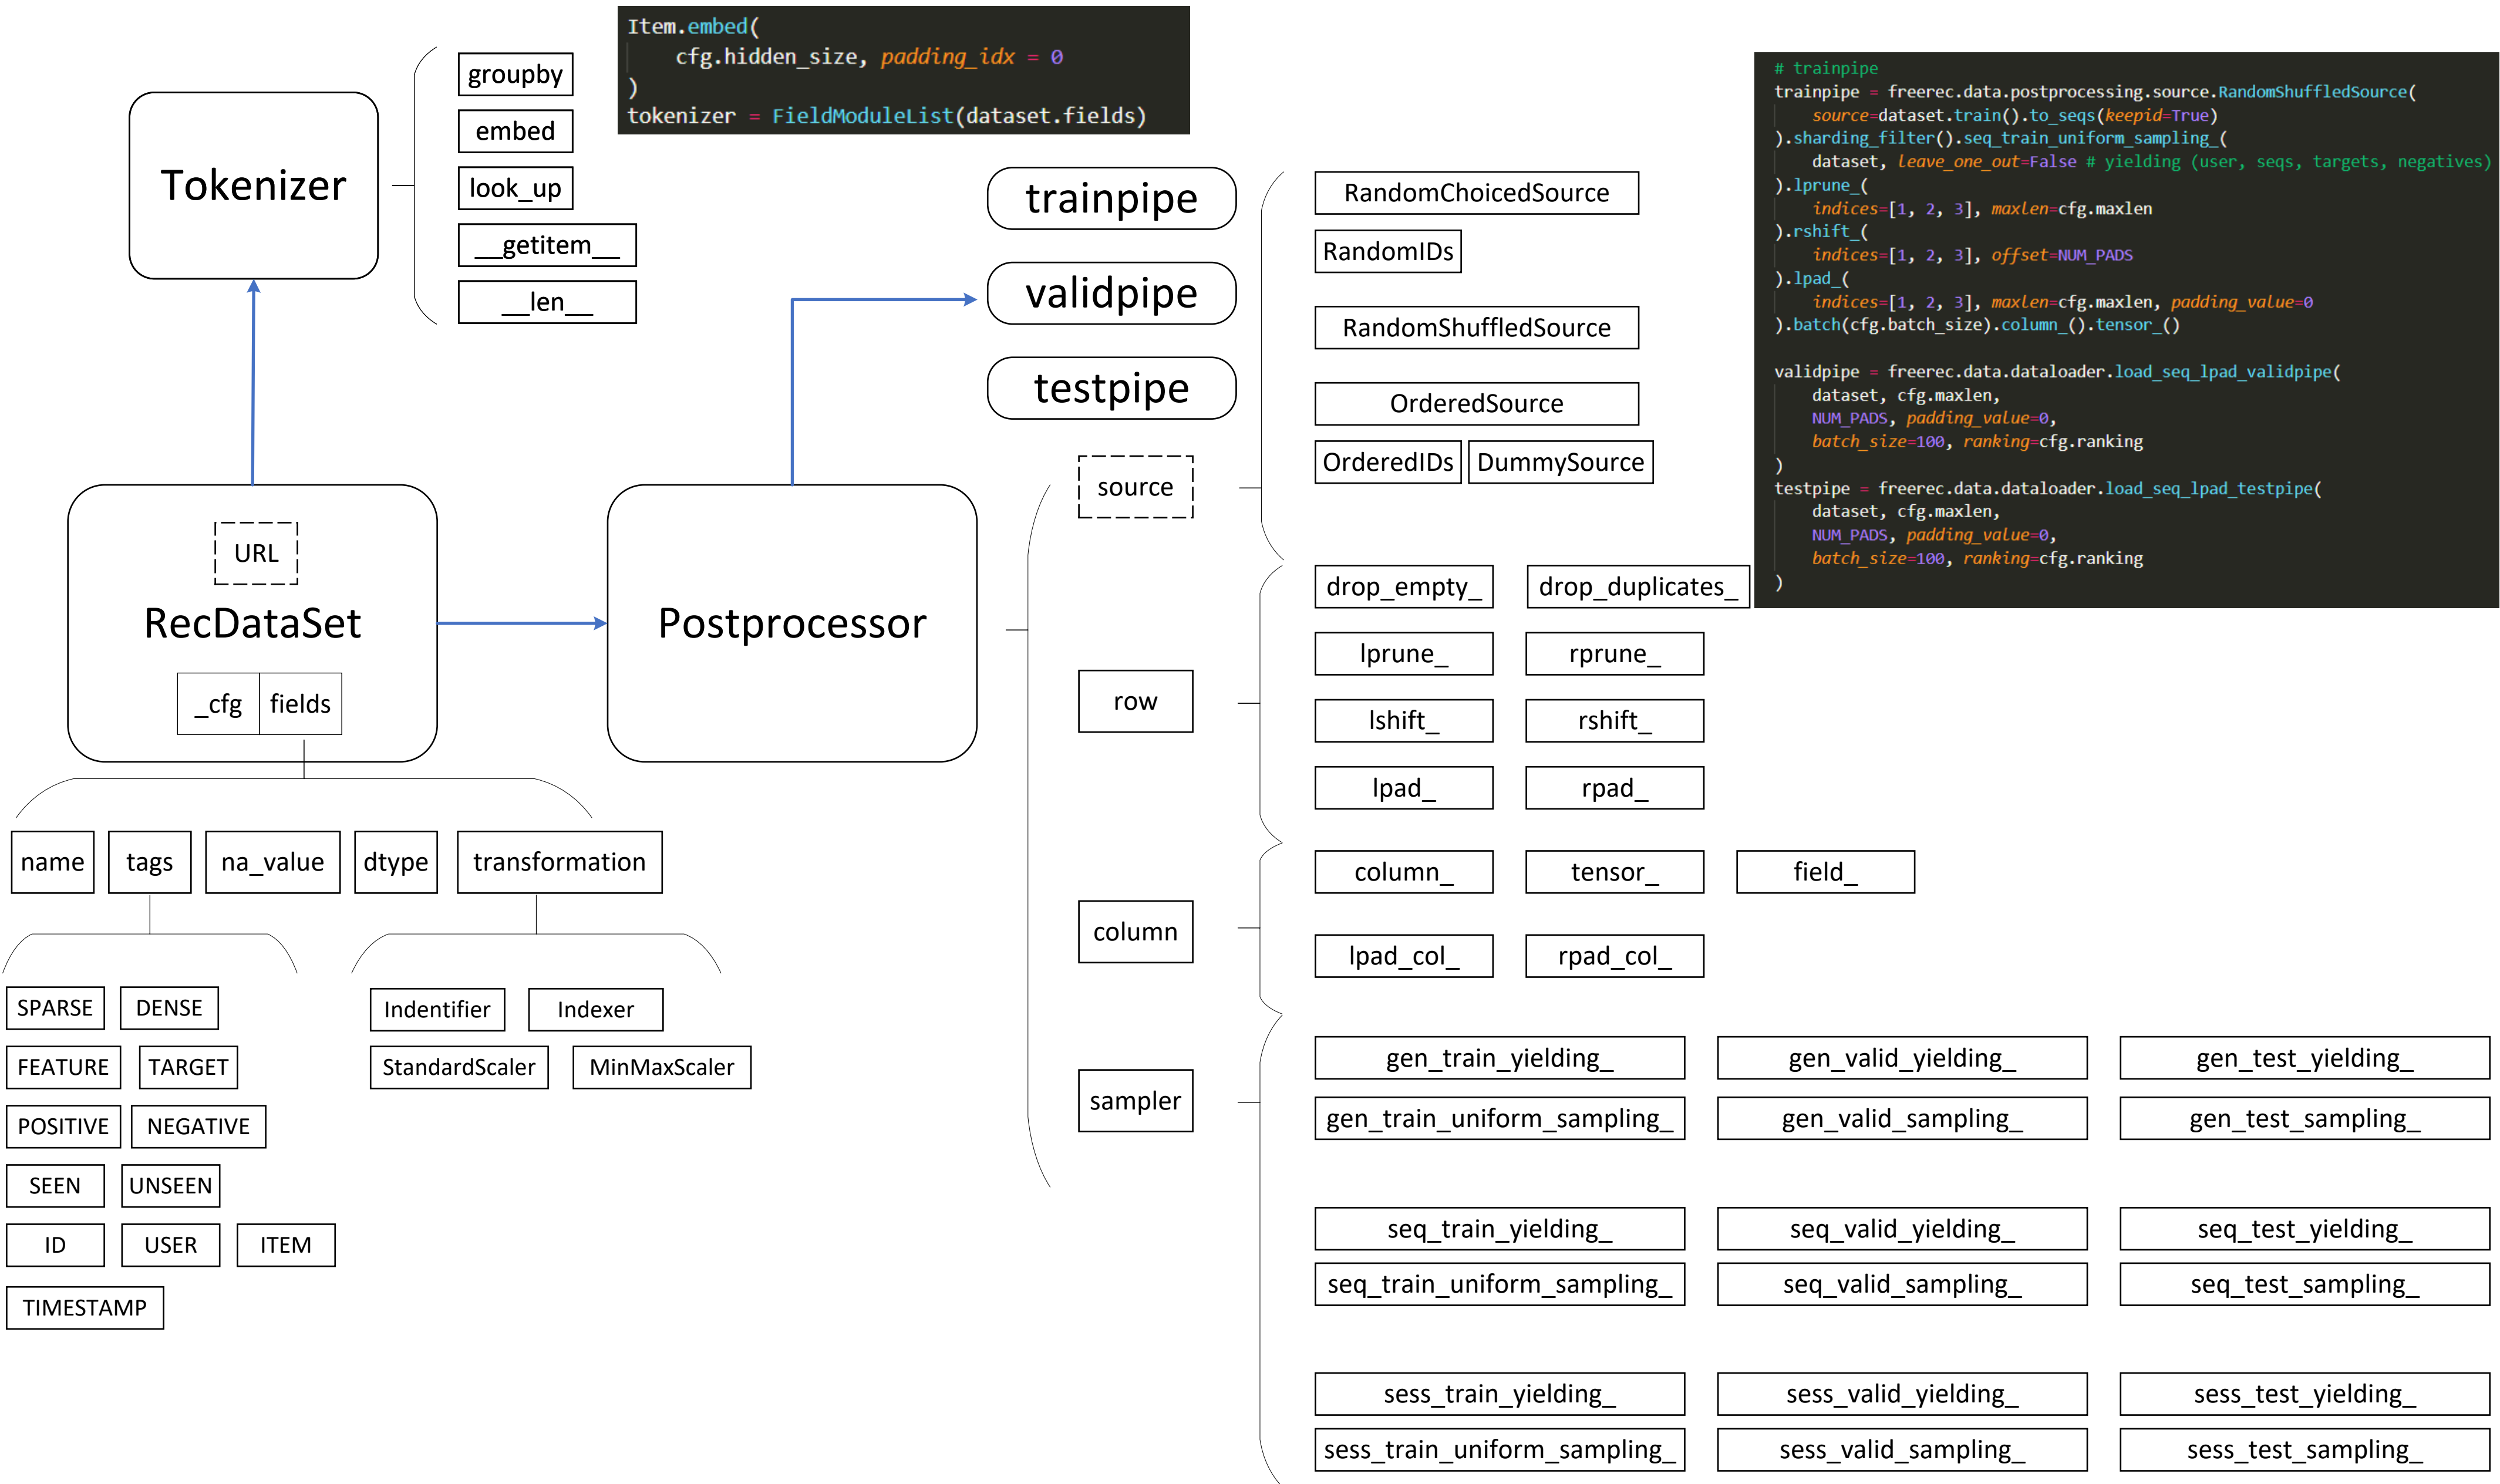 Item.embed(
cfg.hidden_size, padding_idx = 0
)
tokenizer = FieldModuleList(dataset.fields)
Tokenizer
groupby
embed
look_up
__getitem__
__len__
trainpipe
validpipe
testpipe
# trainpipe
trainpipe = freerec.data.postprocessing.source.RandomShuffledSource(
source=dataset.train().to_seqs(keepid=True)
).sharding_filter().seq_train_uniform_sampling_(
dataset, leave_one_out=False # yielding (user, seqs, targets, negatives)
).lprune_(
indices=[1, 2, 3], maxlen=cfg.maxlen
).rshift_(
indices=[1, 2, 3], offset=NUM_PADS
).lpad_(
indices=[1, 2, 3], maxlen=cfg.maxlen, padding_value=0
).batch(cfg.batch_size).column_().tensor_()
validpipe = freerec.data.dataloader.load_seq_lpad_validpipe(
dataset, cfg.maxlen,
NUM_PADS, padding_value=0,
batch_size=100, ranking=cfg.ranking
)
testpipe = freerec.data.dataloader.load_seq_lpad_testpipe(
dataset, cfg.maxlen,
NUM_PADS, padding_value=0,
batch_size=100, ranking=cfg.ranking
)
URL
RecDataSet
_cfg fields
Postprocessor
source
RandomChoicedSource
RandomIDs
RandomShuffledSource
OrderedSource
OrderedIDs DummySource
row
drop_empty_ drop_duplicates_
lprune_ rprune_
lshift_ rshift_
lpad_ rpad_
column
column_ tensor_ field_
lpad_col_ rpad_col_
sampler
gen_train_yielding_ gen_valid_yielding_ gen_test_yielding_
gen_train_uniform_sampling_ gen_valid_sampling_ gen_test_sampling_
seq_train_yielding_ seq_valid_yielding_ seq_test_yielding_
seq_train_uniform_sampling_ seq_valid_sampling_ seq_test_sampling_
sess_train_yielding_ sess_valid_yielding_ sess_test_yielding_
sess_train_uniform_sampling_ sess_valid_sampling_ sess_test_sampling_
name tags na_value dtype transformation
SPARSE DENSE
FEATURE TARGET
POSITIVE NEGATIVE
SEEN UNSEEN
ID USER ITEM
TIMESTAMP
Indentifier Indexer
StandardScaler MinMaxScaler